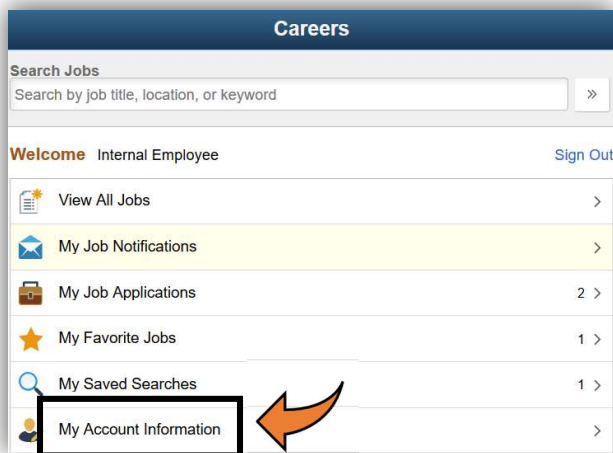 Careers
Search Jobs
Search by job title, location, or keyword
»
Welcome Internal Employee Sign Out
View All Jobs >
My Job Notifications >
My Job Applications 2 >
My Favorite Jobs 1 >
My Saved Searches 1 >
My Account Information >